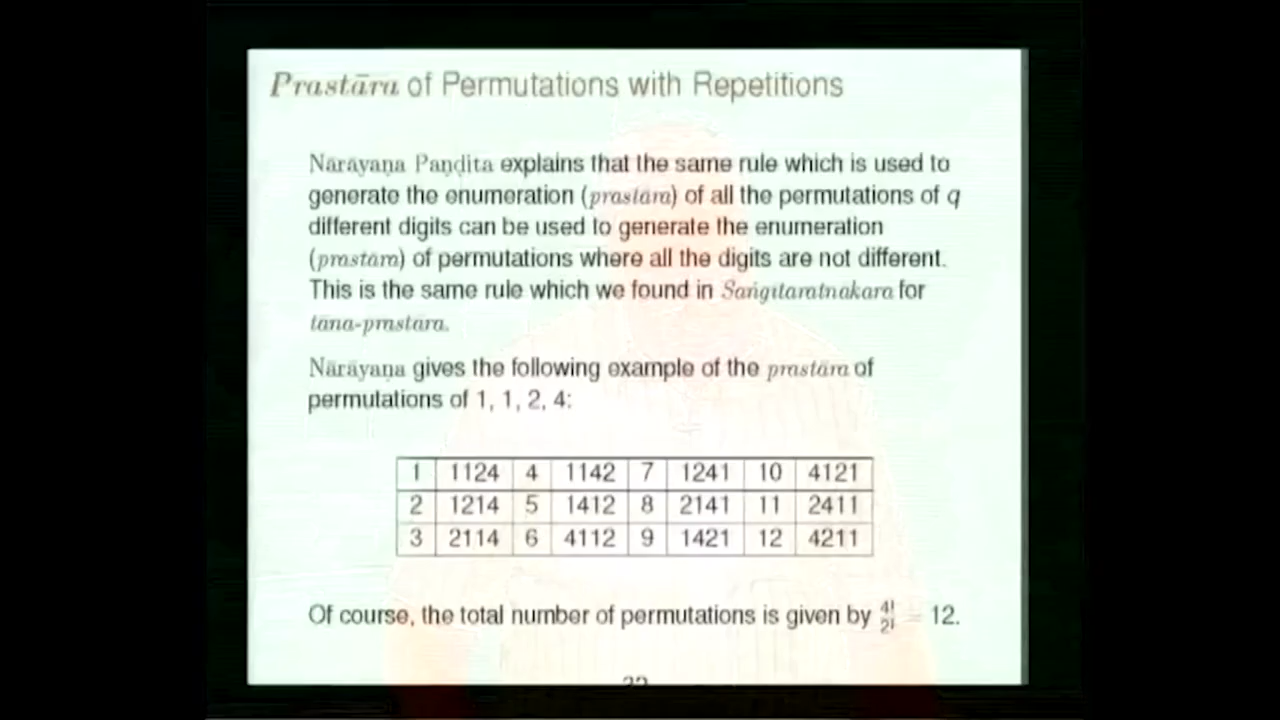 Prastāra of Permutations with Repetitions
Nārāyaṇa Paṇḍita explains that the same rule which is used to
generate the enumeration (prastāra) of all the permutations of q
different digits can be used to generate the enumeration
(prastāra) of permutations where all the digits are not different.
This is the same rule which we found in Saṅgītaratnākara for
tāna-prastāra.
Nārāyaṇa gives the following example of the prastāra of
permutations of 1, 1, 2, 4:
1 1124 4 1142 7 1241 10 4121
2 1214 5 1412 8 2141 11 2411
3 2114 6 4112 9 1421 12 4211
Of course, the total number of permutations is given by 4!/2! = 12.